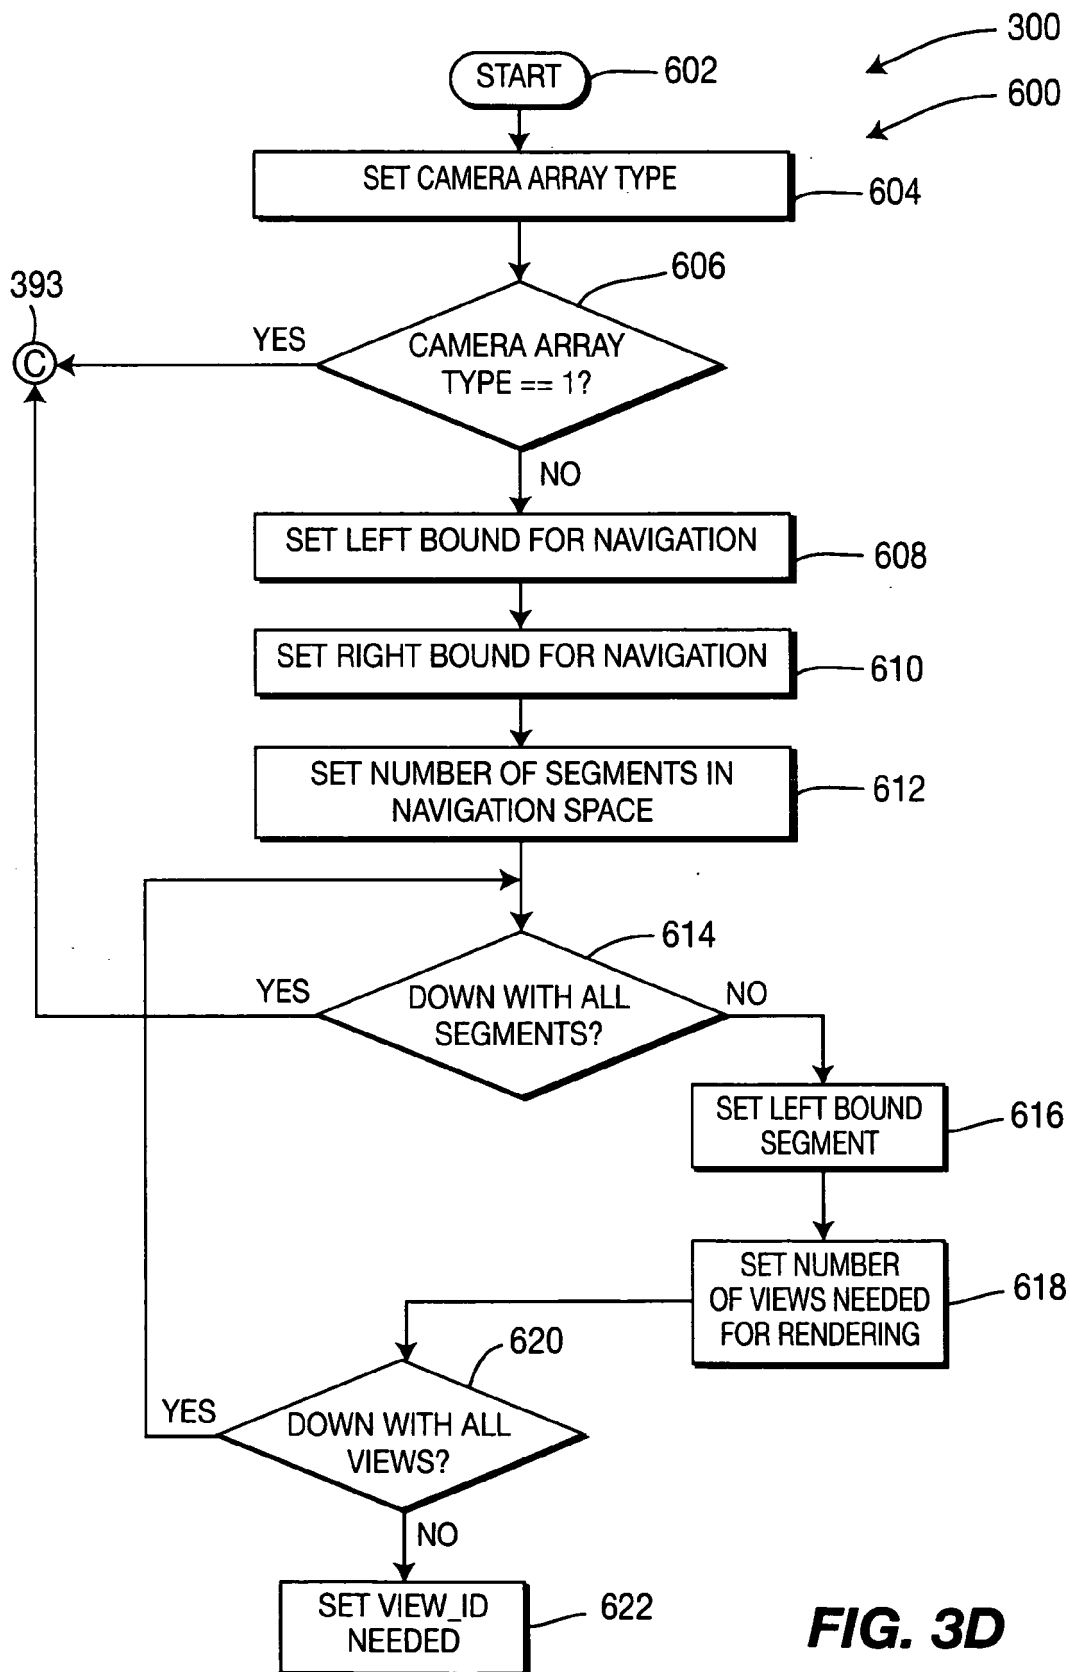 300
START
602
600
SET CAMERA ARRAY TYPE
604
606
393
YES
C
CAMERA ARRAY
TYPE == 1?
NO
SET LEFT BOUND FOR NAVIGATION
608
SET RIGHT BOUND FOR NAVIGATION
610
SET NUMBER OF SEGMENTS IN
NAVIGATION SPACE
612
614
YES
DOWN WITH ALL
SEGMENTS?
NO
SET LEFT BOUND
SEGMENT
616
SET NUMBER
OF VIEWS NEEDED
FOR RENDERING
618
620
YES
DOWN WITH ALL
VIEWS?
NO
SET VIEW_ID
NEEDED
622
FIG. 3D